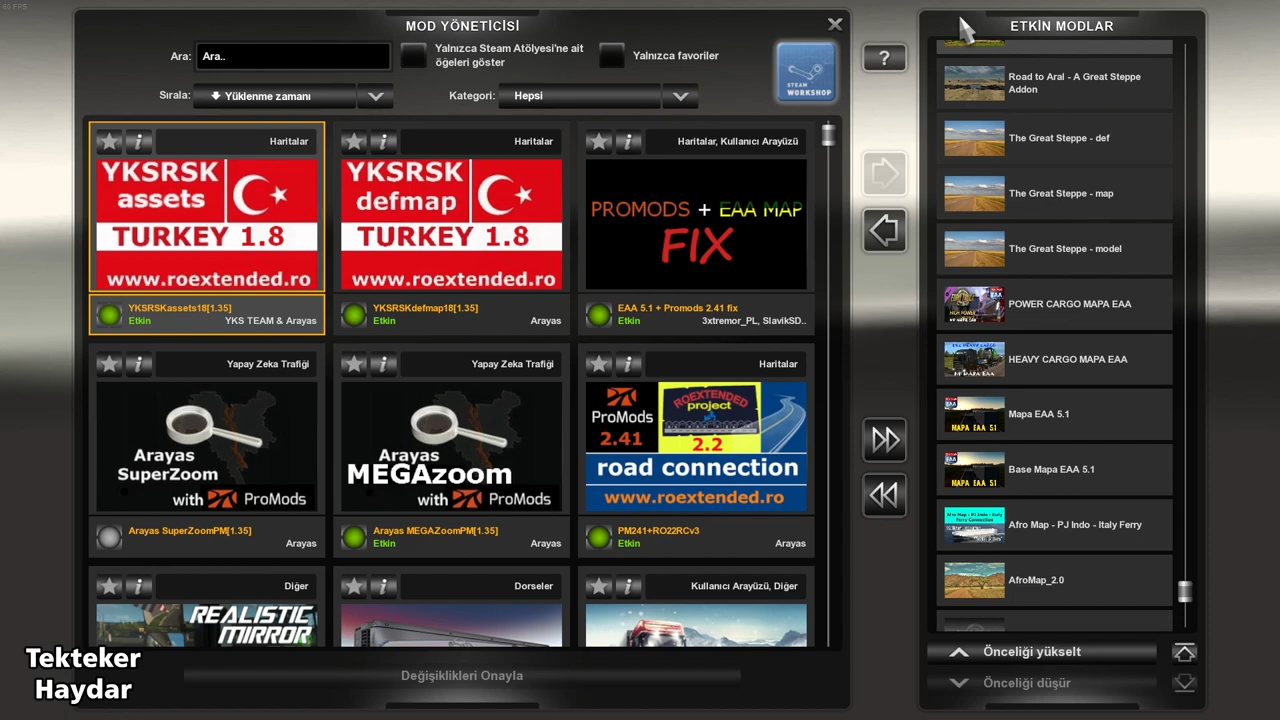 60 FPS
MOD YÖNETİCİSİ
Ara:
Ara..
Yalnızca Steam Atölyesi'ne ait
öğeleri göster
Yalnızca favoriler
STEAM
WORKSHOP
Sırala:
Yüklenme zamanı
Kategori:
Hepsi
Haritalar
YKSRSK
assets
TURKEY 1.8
www.roextended.ro
YKSRSKassets18[1.35]
Etkin
YKS TEAM & Arayas
Haritalar
YKSRSK
defmap
TURKEY 1.8
www.roextended.ro
YKSRSKdefmap18[1.35]
Etkin
Arayas
Haritalar, Kullanıcı Arayüzü
PROMODS + EAA MAP
FIX
EAA 5.1 + Promods 2.41 fix
Etkin
3xtremor_PL, SlavikSD..
Yapay Zeka Trafiği
Arayas
SuperZoom
with ProMods
Arayas SuperZoomPM[1.35]
Arayas
Yapay Zeka Trafiği
Arayas
MEGAzoom
with ProMods
Arayas MEGAZoomPM[1.35]
Etkin
Arayas
Haritalar
ProMods
2.41
ROEXTENDED
project
2.2
road connection
www.roextended.ro
PM241+RO22RCv3
Etkin
Arayas
Diğer
REALISTIC
MIRROR
Dorseler
Kullanıcı Arayüzü, Diğer
Değişiklikleri Onayla
?
ETKİN MODLAR
Road to Aral - A Great Steppe
Addon
The Great Steppe - def
The Great Steppe - map
The Great Steppe - model
POWER CARGO MAPA EAA
HEAVY CARGO MAPA EAA
Mapa EAA 5.1
MAPA EAA 5.1
Base Mapa EAA 5.1
MAPA EAA 5.1
Afro Map - PJ Indo - Italy
Ferry Connection
Afro Map - PJ Indo - Italy Ferry
AfroMap_2.0
Önceliği yükselt
Önceliği düşür
Tekteker
Haydar